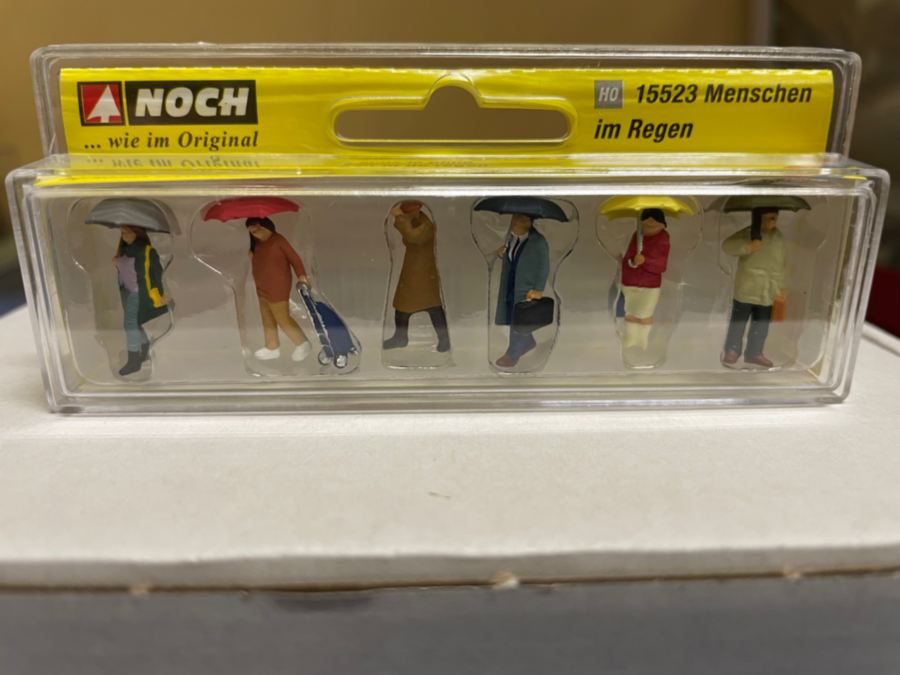 NOCH
... wie im Original
H0 15523 Menschen
im Regen